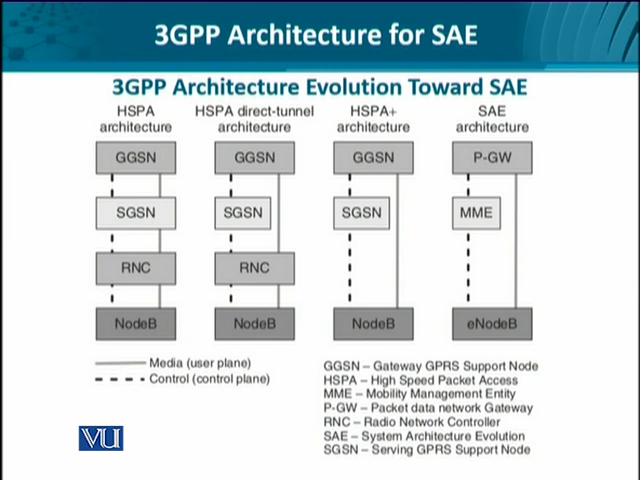 3GPP Architecture for SAE
3GPP Architecture Evolution Toward SAE
HSPA architecture
HSPA direct-tunnel architecture
HSPA+ architecture
SAE architecture
GGSN
SGSN
RNC
NodeB
GGSN
SGSN
RNC
NodeB
GGSN
SGSN
NodeB
P-GW
MME
eNodeB
Media (user plane)
Control (control plane)
GGSN – Gateway GPRS Support Node
HSPA – High Speed Packet Access
MME – Mobility Management Entity
P-GW – Packet data network Gateway
RNC – Radio Network Controller
SAE – System Architecture Evolution
SGSN – Serving GPRS Support Node
VU